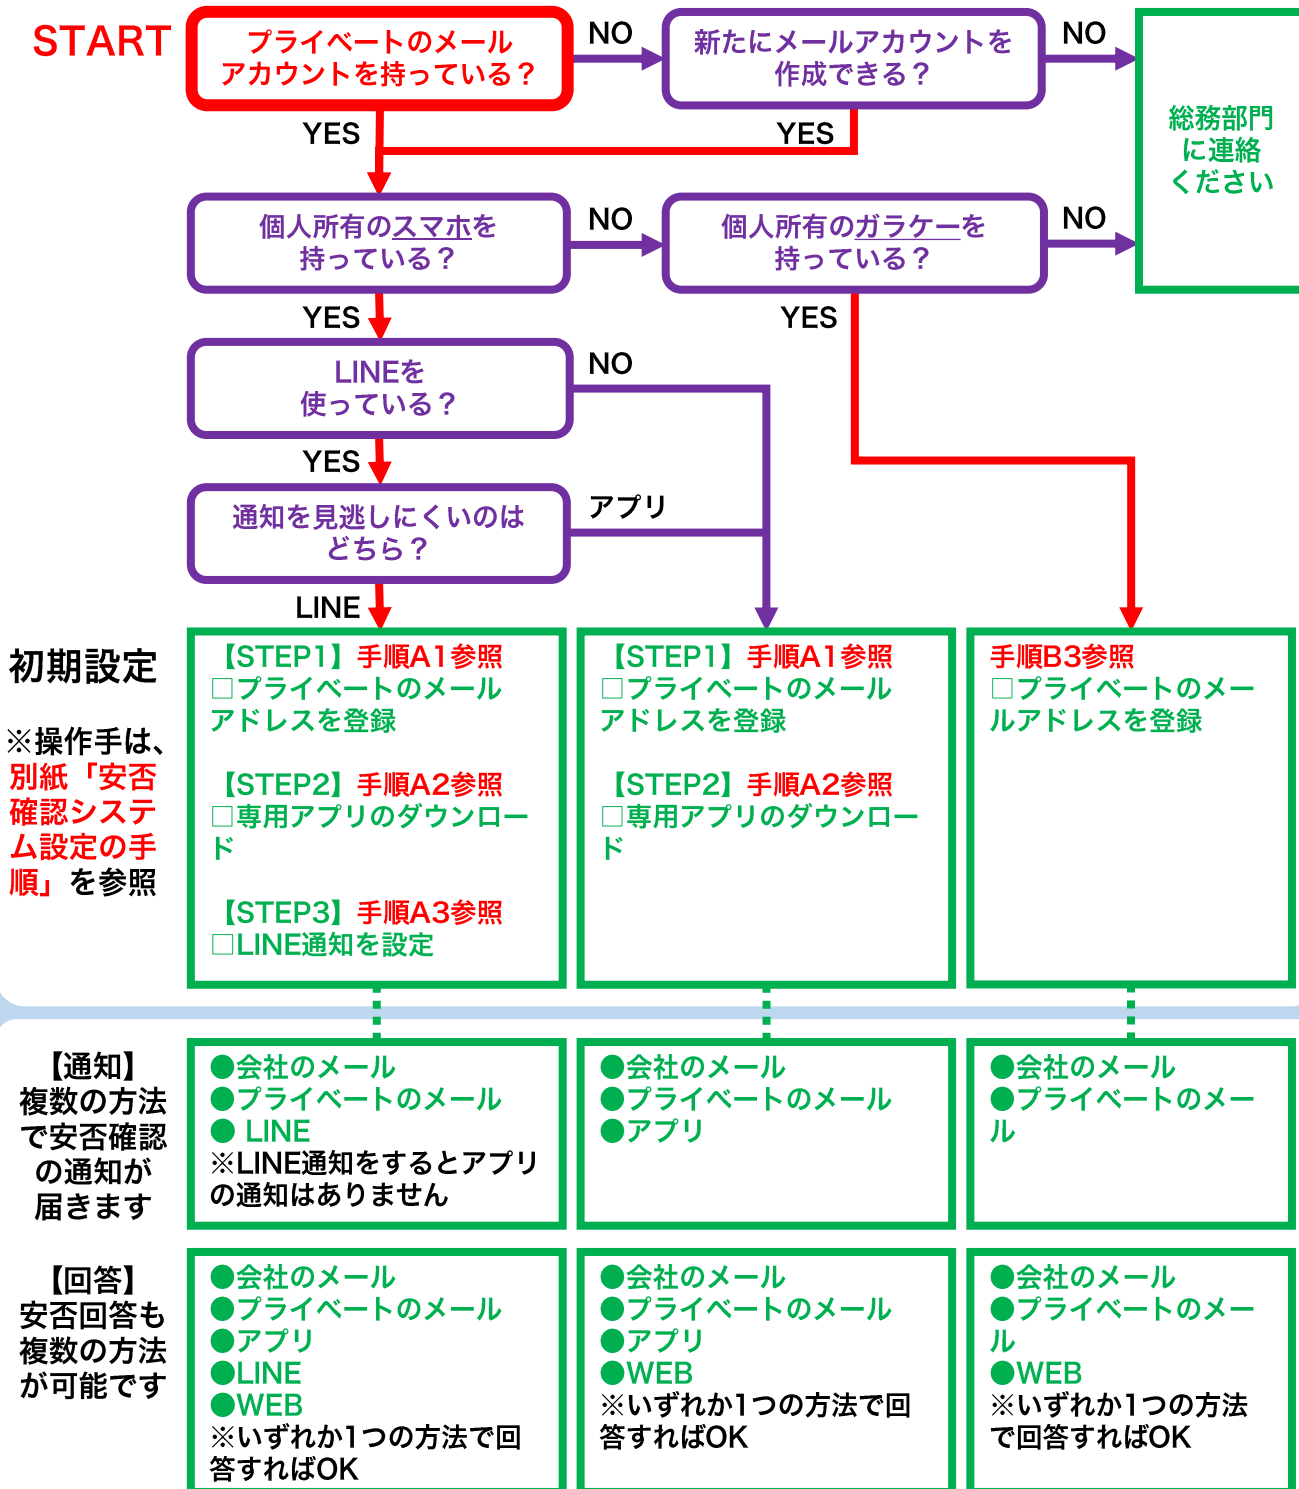 START
プライベートのメール
アカウントを持っている？
NO
新たにメールアカウントを
作成できる？
NO
総務部門
に連絡
ください
YES
YES
個人所有のスマホを
持っている？
NO
個人所有のガラケーを
持っている？
NO
YES
YES
LINEを
使っている？
NO
YES
通知を見逃しにくいのは
どちら？
アプリ
LINE
初期設定
※操作手は、
別紙「安否
確認システ
ム設定の手
順」を参照
【STEP1】手順A1参照
□プライベートのメール
アドレスを登録
【STEP2】手順A2参照
□専用アプリのダウンロー
ド
【STEP3】手順A3参照
□LINE通知を設定
【STEP1】手順A1参照
□プライベートのメール
アドレスを登録
【STEP2】手順A2参照
□専用アプリのダウンロー
ド
手順B3参照
□プライベートのメー
ルアドレスを登録
【通知】
複数の方法
で安否確認
の通知が
届きます
●会社のメール
●プライベートのメール
● LINE
※LINE通知をするとアプリ
の通知はありません
●会社のメール
●プライベートのメール
●アプリ
●会社のメール
●プライベートのメー
ル
【回答】
安否回答も
複数の方法
が可能です
●会社のメール
●プライベートのメール
●アプリ
●LINE
●WEB
※いずれか1つの方法で回
答すればOK
●会社のメール
●プライベートのメール
●アプリ
●WEB
※いずれか1つの方法で回
答すればOK
●会社のメール
●プライベートのメー
ル
●WEB
※いずれか1つの方法
で回答すればOK